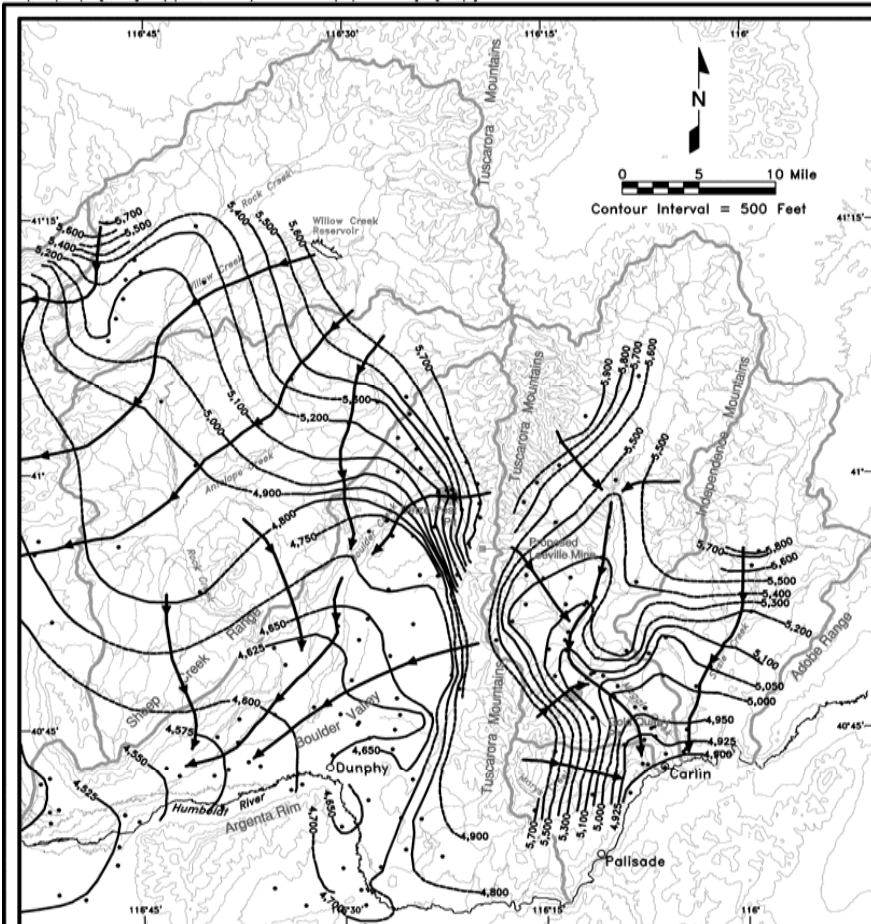 116°45'
116°30'
116°15'
116°
N
0 5 10 Mile
Contour Interval = 500 Feet
Tuscarora Mountains
Rock Creek
Willow Creek
Reservoir
41°15'
41°15'
5,700
5,600
5,500
5,400
5,200
5,400
5,500
5,600
Willow Creek
5,700
5,300
5,200
5,100
5,000
4,900
Antelope Creek
Tuscarora Mountains
5,900
5,800
5,700
5,600
5,500
5,500
Independence Mountains
41°
41°
4,800
4,750
Boulder
Rock Creek
Proposed
Leeville Mine
5,700
5,800
5,600
5,500
5,400
5,300
5,200
5,100
5,050
5,000
Adobe Range
4,650
4,625
Sheep Creek Range
4,600
4,575
4,550
4,525
Boulder Valley
Tuscarora Mountains
40°45'
40°45'
4,950
4,925
4,900
Carlin
4,650
Dunphy
Humboldt River
Argenta Rim
4,650
4,700
4,700
4,900
4,800
5,700
5,500
5,300
5,100
5,000
4,925
Palisade
116°45'
116°30'
116°15'
116°